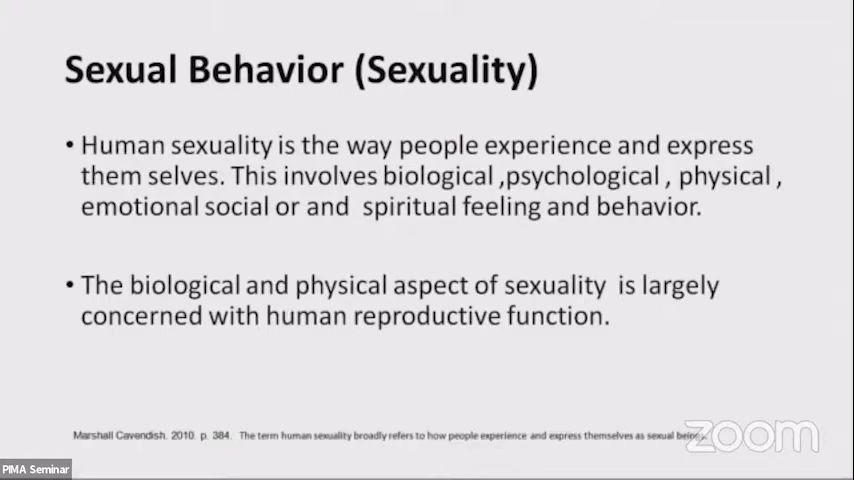 Sexual Behavior (Sexuality)
• Human sexuality is the way people experience and express
them selves. This involves biological ,psychological , physical ,
emotional social or and spiritual feeling and behavior.
• The biological and physical aspect of sexuality is largely
concerned with human reproductive function.
Marshall Cavendish. 2010. p. 384. The term human sexuality broadly refers to how people experience and express themselves as sexual beings.
zoom
PIMA Seminar